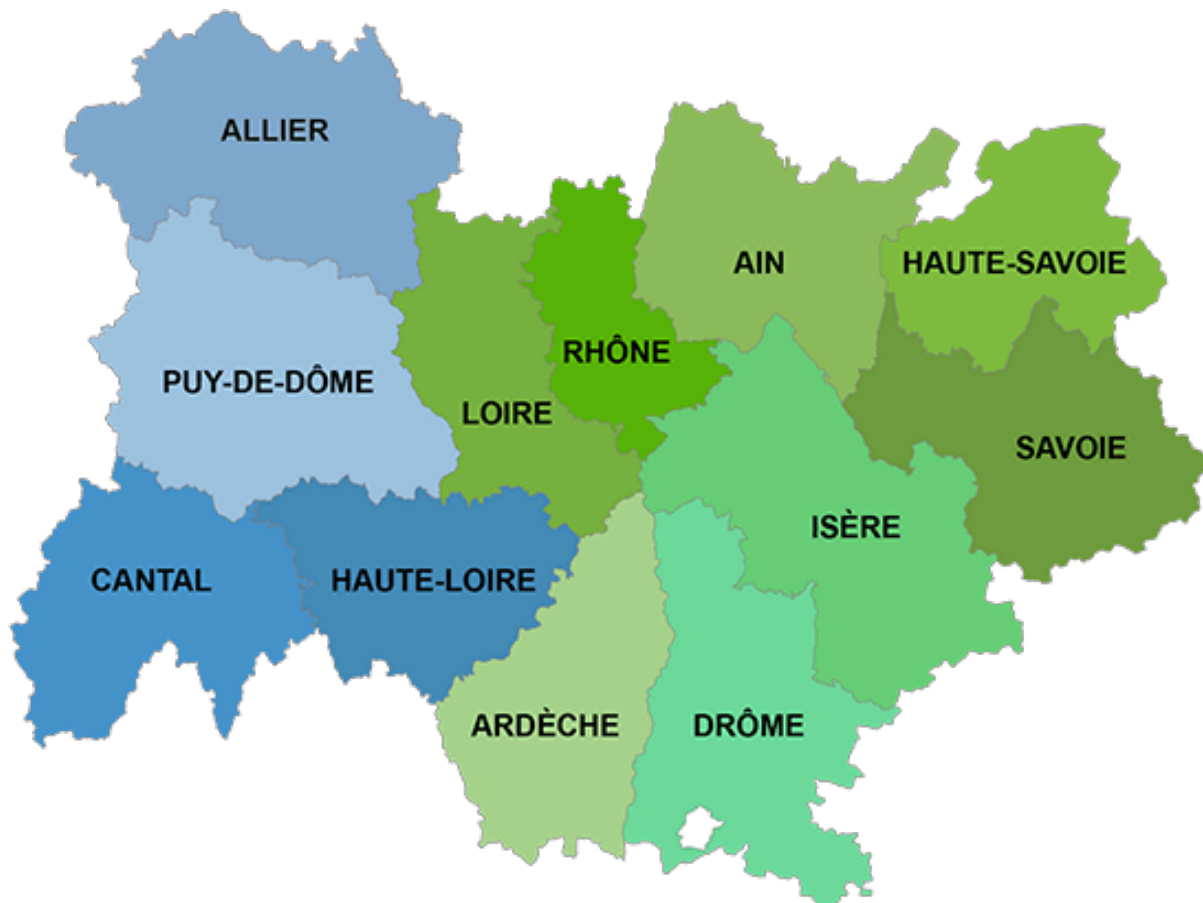 ALLIER
AIN
HAUTE-SAVOIE
RHÔNE
PUY-DE-DÔME
LOIRE
SAVOIE
ISÈRE
CANTAL
HAUTE-LOIRE
ARDÈCHE
DRÔME